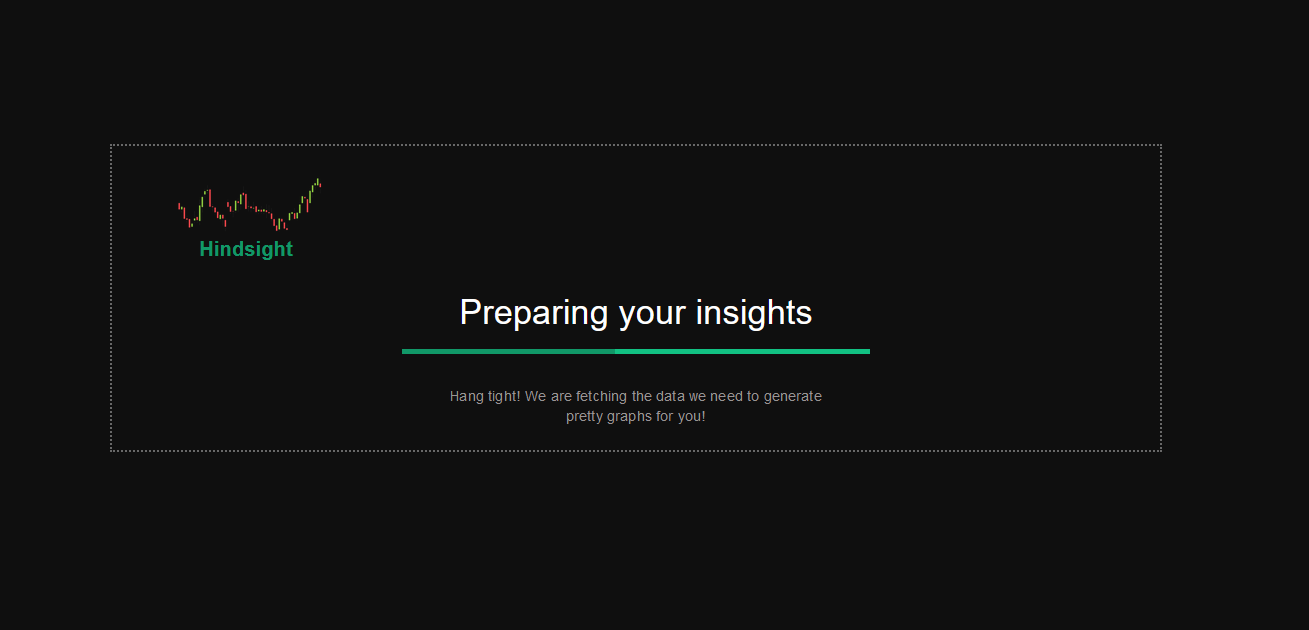 Hindsight
Preparing your insights
Hang tight! We are fetching the data we need to generate
pretty graphs for you!